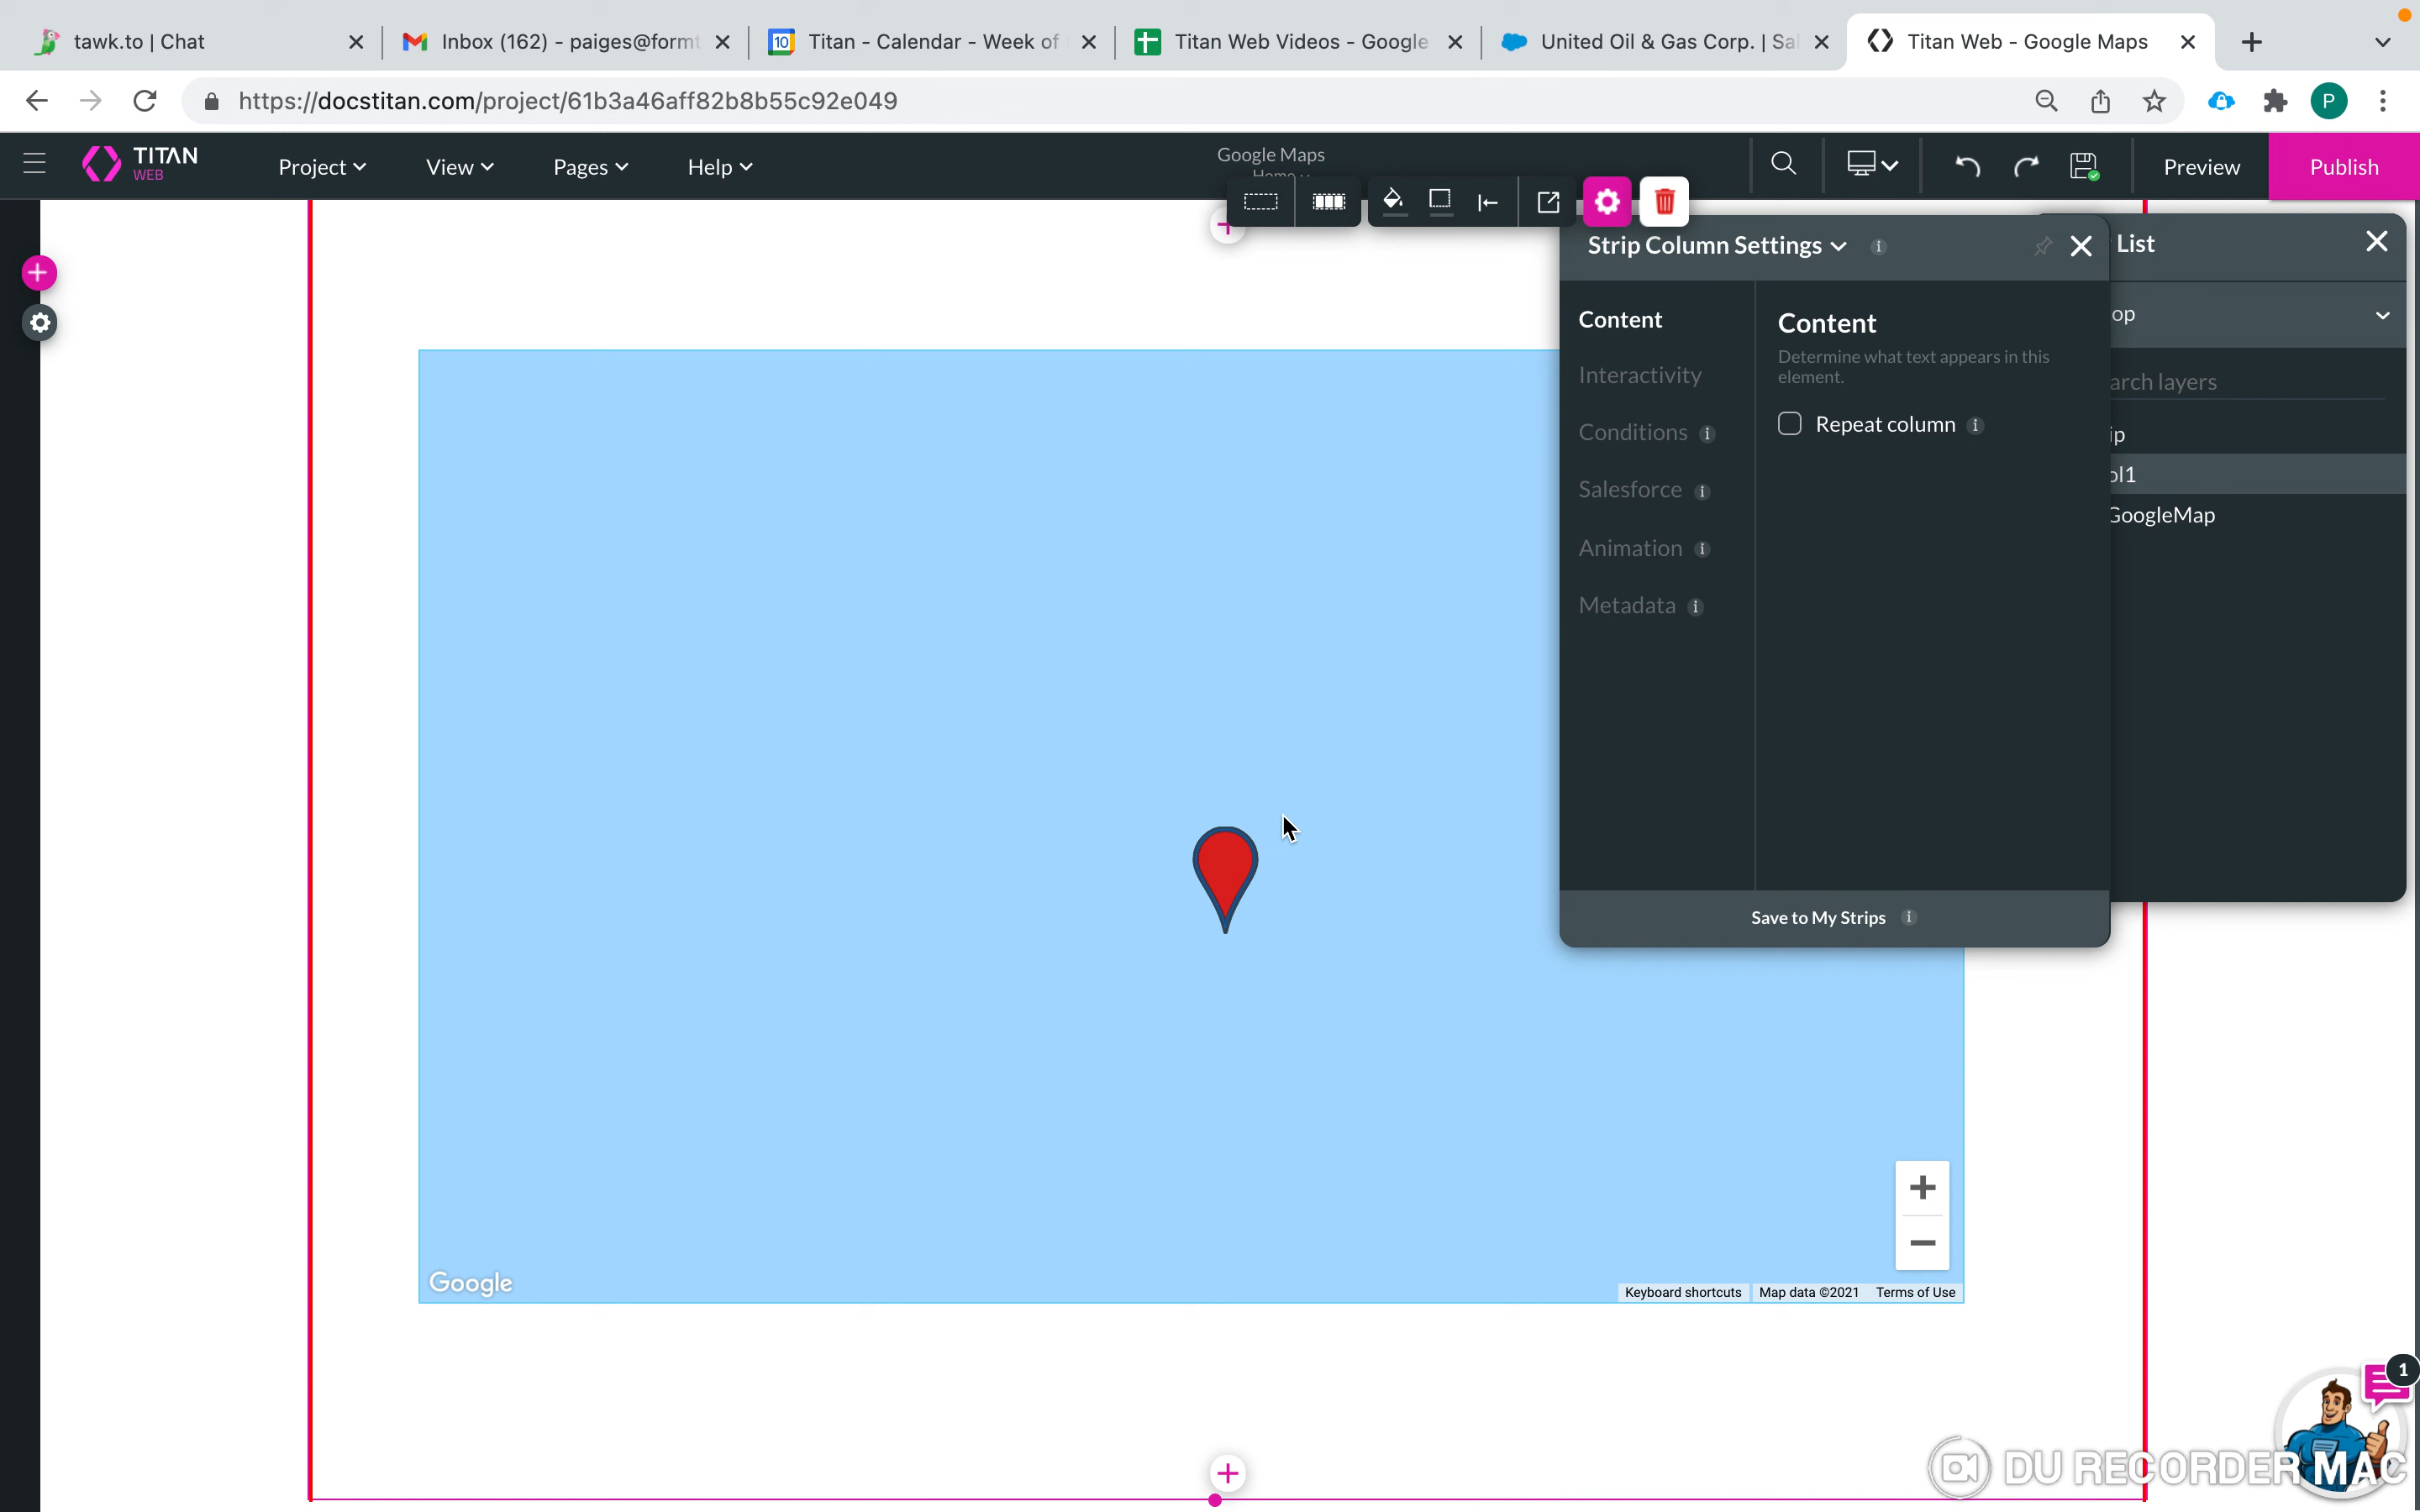 tawk.to | Chat
Inbox (162) - paiges@formt
10
Titan - Calendar - Week of
Titan Web Videos - Google
United Oil & Gas Corp. | Sal
Titan Web - Google Maps
https://docstitan.com/project/61b3a46aff82b8b55c92e049
P
TITAN
WEB
Project
View
Pages
Help
Google Maps
Home
Preview
Publish
Strip Column Settings
List
Content
Interactivity
Conditions
Salesforce
Animation
Metadata
Content
Determine what text appears in this
element.
Repeat column
op
arch layers
ip
ol1
GoogleMap
Save to My Strips
Google
Keyboard shortcuts
Map data ©2021
Terms of Use
1
DU RECORDER MAC